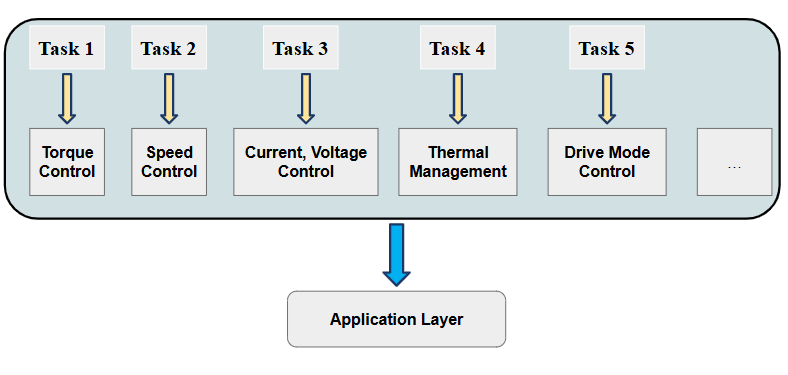 Task 1
Task 2
Task 3
Task 4
Task 5
Torque
Control
Speed
Control
Current, Voltage
Control
Thermal
Management
Drive Mode
Control
...
Application Layer